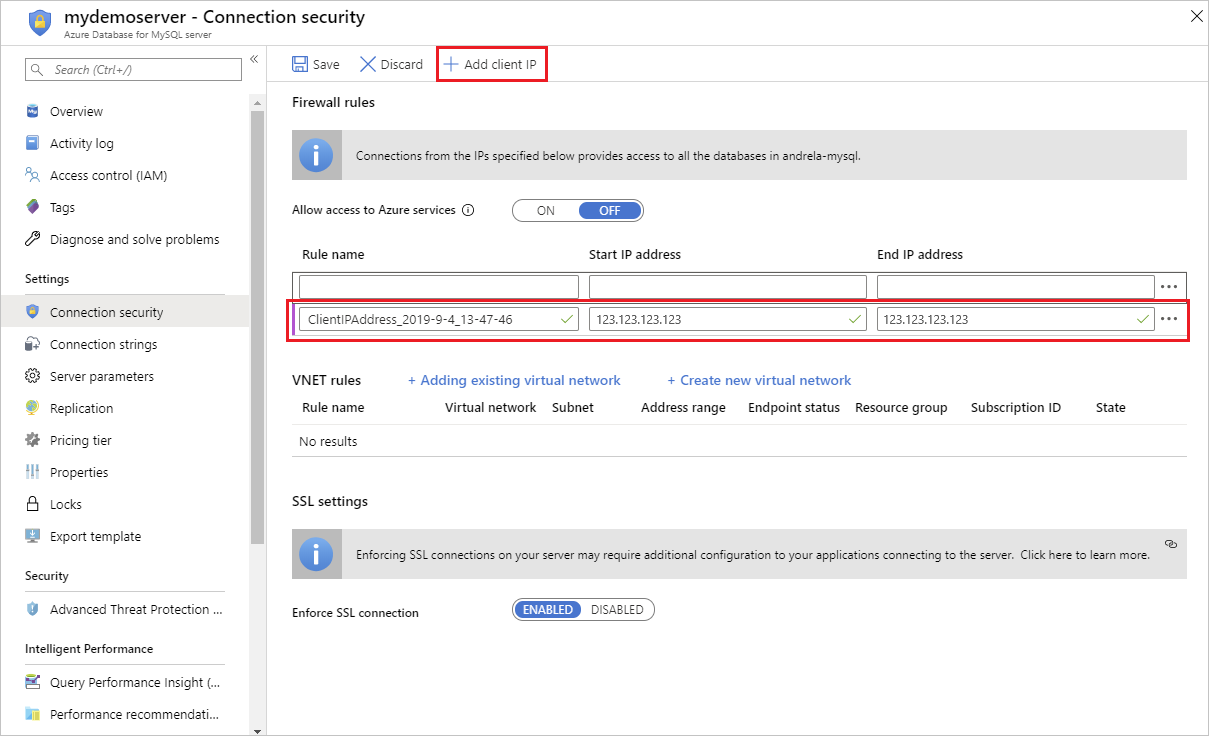 mydemoserver - Connection security
Azure Database for MySQL server
Search (Ctrl+/)
«
Overview
Activity log
Access control (IAM)
Tags
Diagnose and solve problems
Settings
Connection security
Connection strings
Server parameters
Replication
Pricing tier
Properties
Locks
Export template
Security
Advanced Threat Protection ...
Intelligent Performance
Query Performance Insight (...
Performance recommendati...
Save Discard Add client IP
Firewall rules
Connections from the IPs specified below provides access to all the databases in andrela-mysql.
Allow access to Azure services ON OFF
Rule name Start IP address End IP address
ClientIPAddress_2019-9-4_13-47-46 123.123.123.123 123.123.123.123
VNET rules + Adding existing virtual network + Create new virtual network
Rule name Virtual network Subnet Address range Endpoint status Resource group Subscription ID State
No results
SSL settings
Enforcing SSL connections on your server may require additional configuration to your applications connecting to the server. Click here to learn more.
Enforce SSL connection ENABLED DISABLED